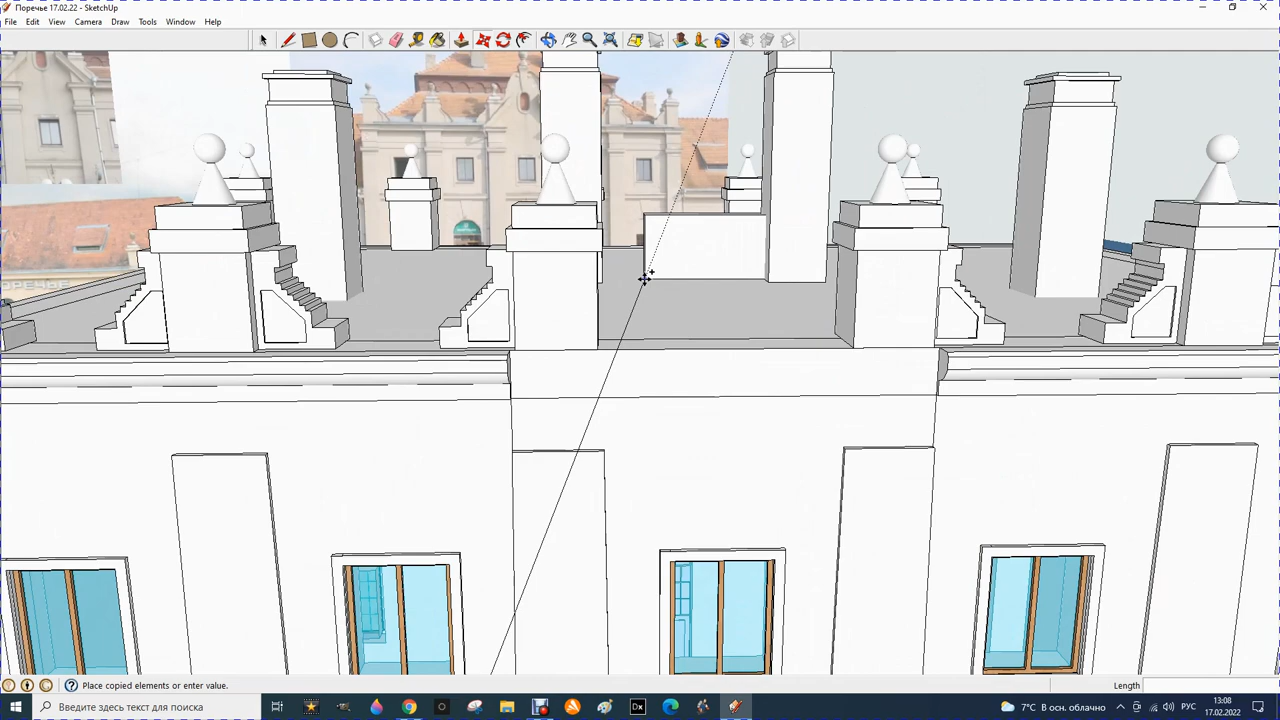 Поречье 17.02.22 - SketchUp
File Edit View Camera Draw Tools Window Help
Place copied elements or enter value.
Length
Введите здесь текст для поиска
Dx
7°C В осн. облачно
РУС
13:08
17.02.2022